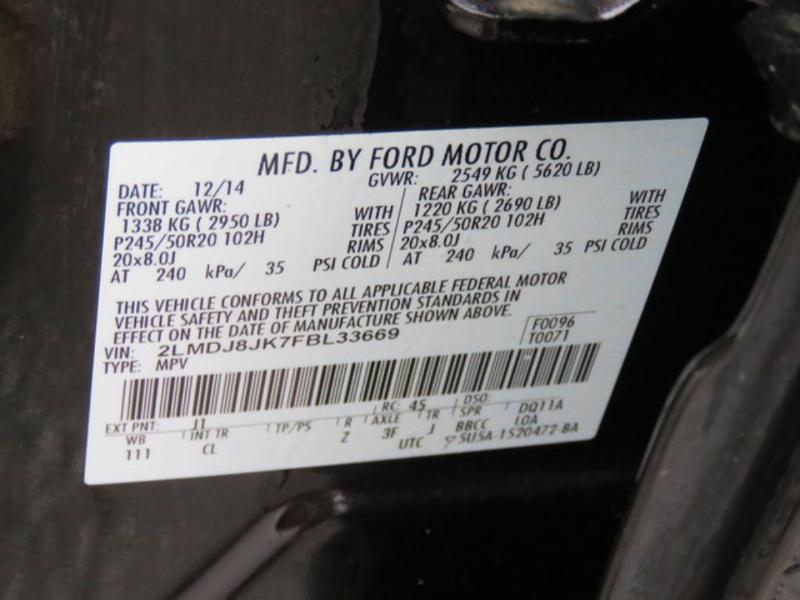 MFD. BY FORD MOTOR CO.
DATE: 12/14 GVWR: 2549 KG ( 5620 LB)
FRONT GAWR: REAR GAWR:
1338 KG ( 2950 LB) WITH 1220 KG ( 2690 LB) WITH
P245/50R20 102H TIRES P245/50R20 102H TIRES
20x8.0J RIMS 20x8.0J RIMS
AT 240 kPa/ 35 PSI COLD AT 240 kPa/ 35 PSI COLD
THIS VEHICLE CONFORMS TO ALL APPLICABLE FEDERAL MOTOR
VEHICLE SAFETY AND THEFT PREVENTION STANDARDS IN
EFFECT ON THE DATE OF MANUFACTURE SHOWN ABOVE.
VIN: 2LMDJ8JK7FBL33669 F0096
TYPE: MPV T0071
EXT PNT: J1 RC: 45 DSO:
WB INT TR TP/PS R AXLE TR SPR DQ11A
111 CL Z 3F J BBCC LOA
UTC 5U5A-1520472-BA